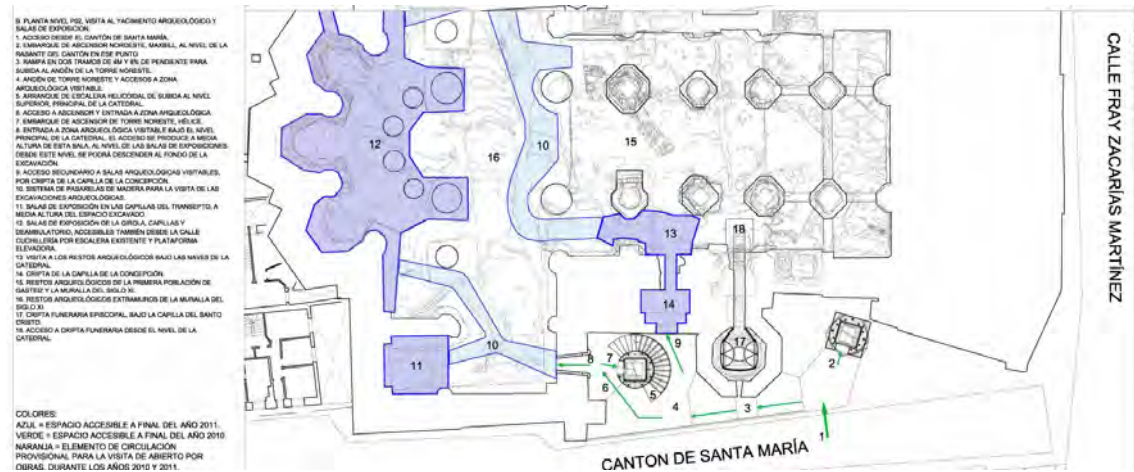 B. PLANTA NIVEL P02, VISITA AL YACIMIENTO ARQUEOLÓGICO Y
SALAS DE EXPOSICIÓN.
1. ACCESO DESDE EL CANTÓN DE SANTA MARÍA.
2. EMBARQUE DE ASCENSOR NOROESTE, MAXBILL, AL NIVEL DE LA
RASANTE DEL CANTÓN EN ESE PUNTO
3. RAMPA EN DOS TRAMOS DE 4M Y 8% DE PENDIENTE PARA
SUBIDA AL ANDÉN DE LA TORRE NORESTE.
4. ANDÉN DE TORRE NORESTE Y ACCESOS A ZONA
ARQUEOLÓGICA VISITABLE.
5. ARRANQUE DE ESCALERA HELICOIDAL DE SUBIDA AL NIVEL
SUPERIOR, PRINCIPAL DE LA CATEDRAL.
6. ACCESO A ASCENSOR Y ENTRADA A ZONA ARQUEOLÓGICA.
7. EMBARQUE DE ASCENSOR DE TORRE NORESTE, HÉLICE.
8. ENTRADA A ZONA ARQUEOLÓGICA VISITABLE BAJO EL NIVEL
PRINCIPAL DE LA CATEDRAL. EL ACCESO SE PRODUCE A MEDIA
ALTURA DE ESTA SALA, AL NIVEL DE LAS SALAS DE EXPOSICIONES.
DESDE ESTE NIVEL SE PODRÁ DESCENDER AL FONDO DE LA
EXCAVACIÓN.
9. ACCESO SECUNDARIO A SALAS ARQUEOLÓGICAS VISITABLES,
POR CRIPTA DE LA CAPILLA DE LA CONCEPCIÓN.
10. SISTEMA DE PASARELAS DE MADERA PARA LA VISITA DE LAS
EXCAVACIONES ARQUEOLÓGICAS.
11. SALAS DE EXPOSICIÓN EN LAS CAPILLAS DEL TRANSEPTO, A
MEDIA ALTURA DEL ESPACIO EXCAVADO.
12. SALAS DE EXPOSICIÓN DE LA GIROLA, CAPILLAS Y
DEAMBULATORIO, ACCESIBLES TAMBIÉN DESDE LA CALLE
CUCHILLERÍA POR ESCALERA EXISTENTE Y PLATAFORMA
ELEVADORA.
13 VISITA A LOS RESTOS ARQUEOLÓGICOS BAJO LAS NAVES DE LA
CATEDRAL.
14. CRIPTA DE LA CAPILLA DE LA CONCEPCIÓN.
15. RESTOS ARQUEOLÓGICOS DE LA PRIMERA POBLACIÓN DE
GASTEIZ Y LA MURALLA DEL SIGLO XI.
16. RESTOS ARQUEOLÓGICOS EXTRAMUROS DE LA MURALLA DEL
SIGLO XI.
17. CRIPTA FUNERARIA EPISCOPAL, BAJO LA CAPILLA DEL SANTO
CRISTO.
18. ACCESO A CRIPTA FUNERARIA DESDE EL NIVEL DE LA
CATEDRAL.
COLORES:
AZUL = ESPACIO ACCESIBLE A FINAL DEL AÑO 2011.
VERDE = ESPACIO ACCESIBLE A FINAL DEL AÑO 2010.
NARANJA = ELEMENTO DE CIRCULACIÓN
PROVISIONAL PARA LA VISITA DE ABIERTO POR
OBRAS, DURANTE LOS AÑOS 2010 Y 2011.
12
16
10
15
13
18
14
10
11
8
7
6
5
9
17
4
3
2
1
CANTON DE SANTA MARÍA
CALLE FRAY ZACARÍAS MARTÍNEZ